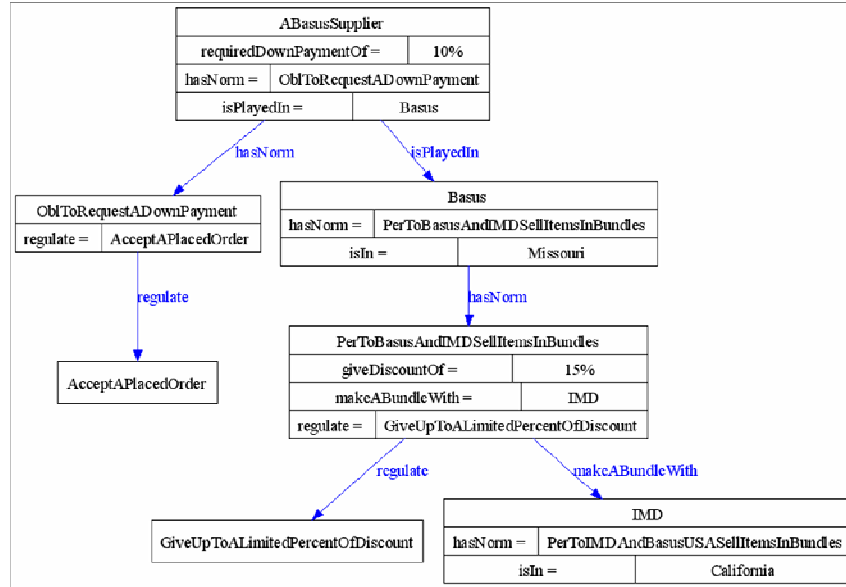 ABasusSupplier
requiredDownPaymentOf = 10%
hasNorm = OblToRequestADownPayment
isPlayedIn = Basus
hasNorm isPlayedIn
OblToRequestADownPayment
regulate = AcceptAPlacedOrder
Basus
hasNorm = PerToBasusAndIMDSellItemsInBundles
isIn = Missouri
regulate hasNorm
AcceptAPlacedOrder
PerToBasusAndIMDSellItemsInBundles
giveDiscountOf = 15%
makeABundleWith = IMD
regulate = GiveUpToALimitedPercentOfDiscount
regulate makeABundleWith
GiveUpToALimitedPercentOfDiscount
IMD
hasNorm = PerToIMDAndBasusUSASellItemsInBundles
isIn = California